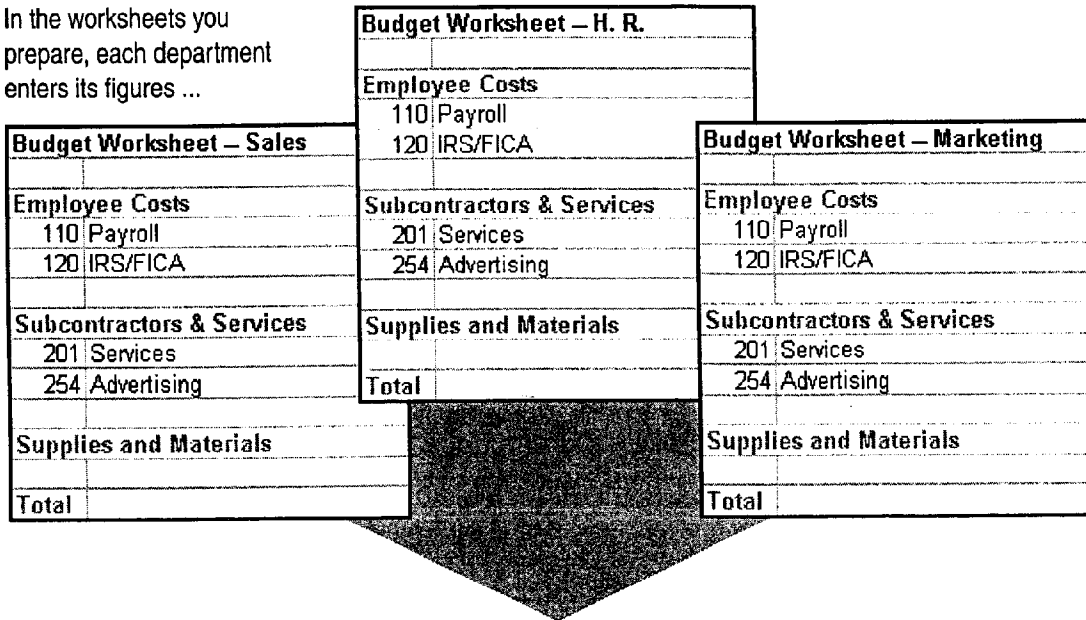 In the worksheets you
prepare, each department
enters its figures ...
Budget Worksheet – Sales
Employee Costs
110 Payroll
120 IRS/FICA
Subcontractors & Services
201 Services
254 Advertising
Supplies and Materials
Total
Budget Worksheet – H. R.
Employee Costs
110 Payroll
120 IRS/FICA
Subcontractors & Services
201 Services
254 Advertising
Supplies and Materials
Total
Budget Worksheet – Marketing
Employee Costs
110 Payroll
120 IRS/FICA
Subcontractors & Services
201 Services
254 Advertising
Supplies and Materials
Total